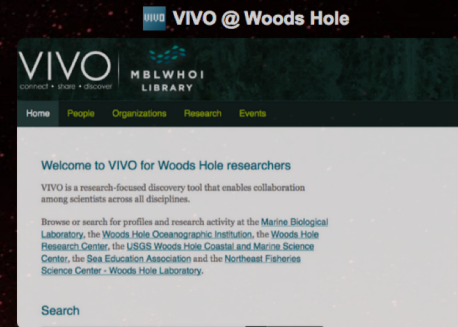 VIVO VIVO @ Woods Hole
VIVO
connect • share • discover
MBLWHOI
LIBRARY
Home People Organizations Research Events
Welcome to VIVO for Woods Hole researchers
VIVO is a research-focused discovery tool that enables collaboration
among scientists across all disciplines.
Browse or search for profiles and research activity at the Marine Biological
Laboratory, the Woods Hole Oceanographic Institution, the Woods Hole
Research Center, the USGS Woods Hole Coastal and Marine Science
Center, the Sea Education Association and the Northeast Fisheries
Science Center - Woods Hole Laboratory.
Search